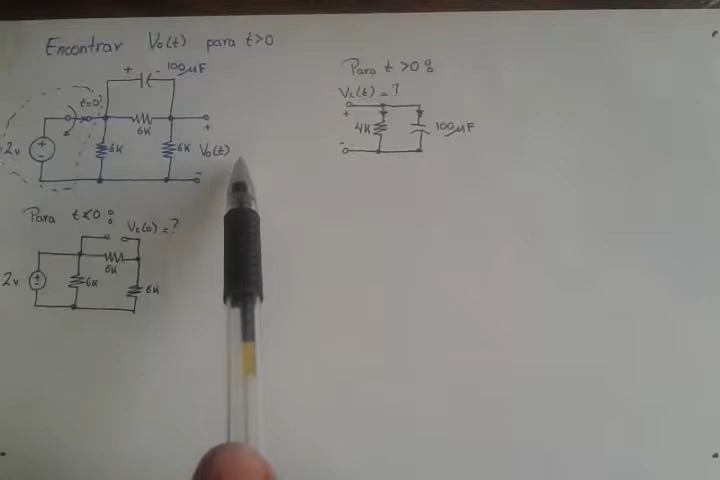 Encontrar Vo(t) para t>0
+ - 100μF
t=0
6K
+
2v
+
-
6K
6K
Vo(t)
-
Para t<0:
Vc(0)=?
6K
2v
+
-
6K
6K
Para t>0:
Vc(t)=?
+
4K
100μF
-